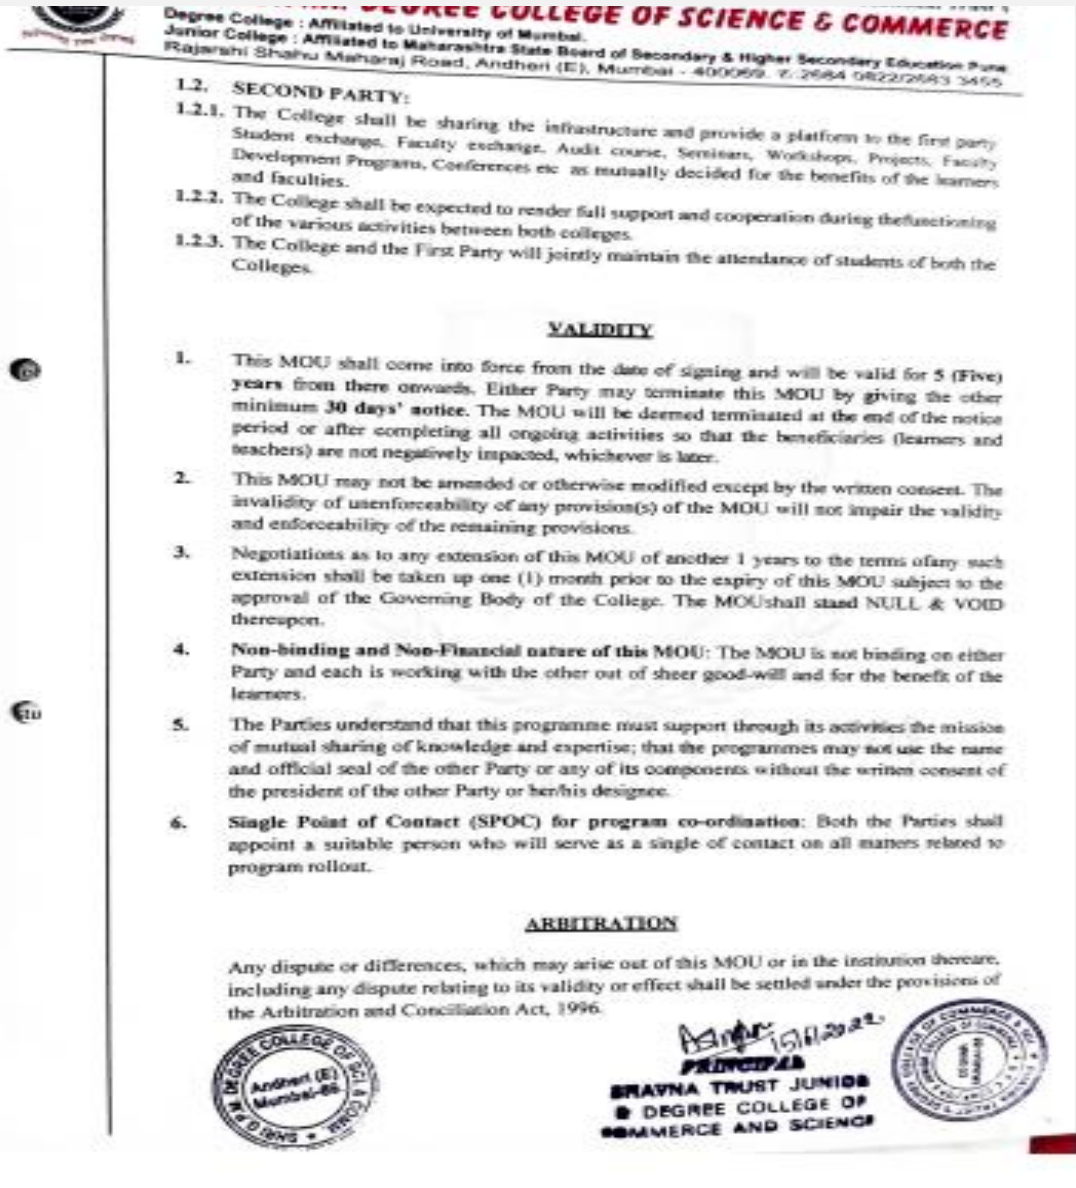 DEGREE COLLEGE OF SCIENCE & COMMERCE
Degree College : Affiliated to University of Mumbai.
Junior College : Affiliated to Maharashtra State Board of Secondary & Higher Secondary Education Pune
Rajarshi Shahu Maharaj Road, Andheri (E), Mumbai - 400069.
1.2. SECOND PARTY:
1.2.1. The College shall be sharing the infrastructure and provide a platform to the first party
Student exchange, Faculty exchange, Audit course, Seminars, Workshops, Projects, Faculty
Development Programs, Conferences etc as mutually decided for the benefits of the learners
and faculties.
1.2.2. The College shall be expected to render full support and cooperation during thefunctioning
of the various activities between both colleges.
1.2.3. The College and the First Party will jointly maintain the attendance of students of both the
Colleges.
VALIDITY
1. This MOU shall come into force from the date of signing and will be valid for 5 (Five)
years from there onwards. Either Party may terminate this MOU by giving the other
minimum 30 days' notice. The MOU will be deemed terminated at the end of the notice
period or after completing all ongoing activities so that the beneficiaries (learners and
teachers) are not negatively impacted, whichever is later.
2. This MOU may not be amended or otherwise modified except by the written consent. The
invalidity of unenforceability of any provision(s) of the MOU will not impair the validity
and enforceability of the remaining provisions.
3. Negotiations as to any extension of this MOU of another 1 years to the terms ofany such
extension shall be taken up one (1) month prior to the expiry of this MOU subject to the
approval of the Governing Body of the College. The MOUshall stand NULL & VOID
thereupon.
4. Non-binding and Non-Financial nature of this MOU: The MOU is not binding on either
Party and each is working with the other out of sheer good-will and for the benefit of the
learners.
5. The Parties understand that this programme must support through its activities the mission
of mutual sharing of knowledge and expertise; that the programmes may not use the name
and official seal of the other Party or any of its components without the written consent of
the president of the other Party or her/his designee.
6. Single Point of Contact (SPOC) for program co-ordination: Both the Parties shall
appoint a suitable person who will serve as a single of contact on all matters related to
program rollout.
ARBITRATION
Any dispute or differences, which may arise out of this MOU or in the institution thereare,
including any dispute relating to its validity or effect shall be settled under the provisions of
the Arbitration and Conciliation Act, 1996.
DEGREE COLLEGE OF SCI & COMM
Andheri (E)
Mumbai-69
PRINCIPAL
BRAVNA TRUST JUNIOR
& DEGREE COLLEGE OF
COMMERCE AND SCIENCE